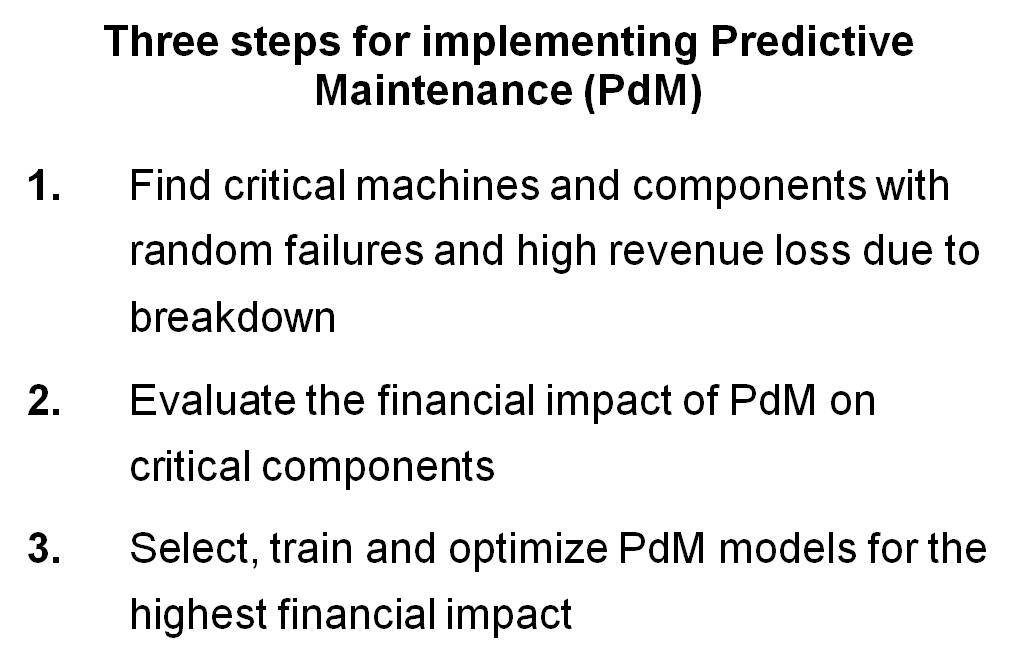 Three steps for implementing Predictive
Maintenance (PdM)
1. Find critical machines and components with
random failures and high revenue loss due to
breakdown
2. Evaluate the financial impact of PdM on
critical components
3. Select, train and optimize PdM models for the
highest financial impact